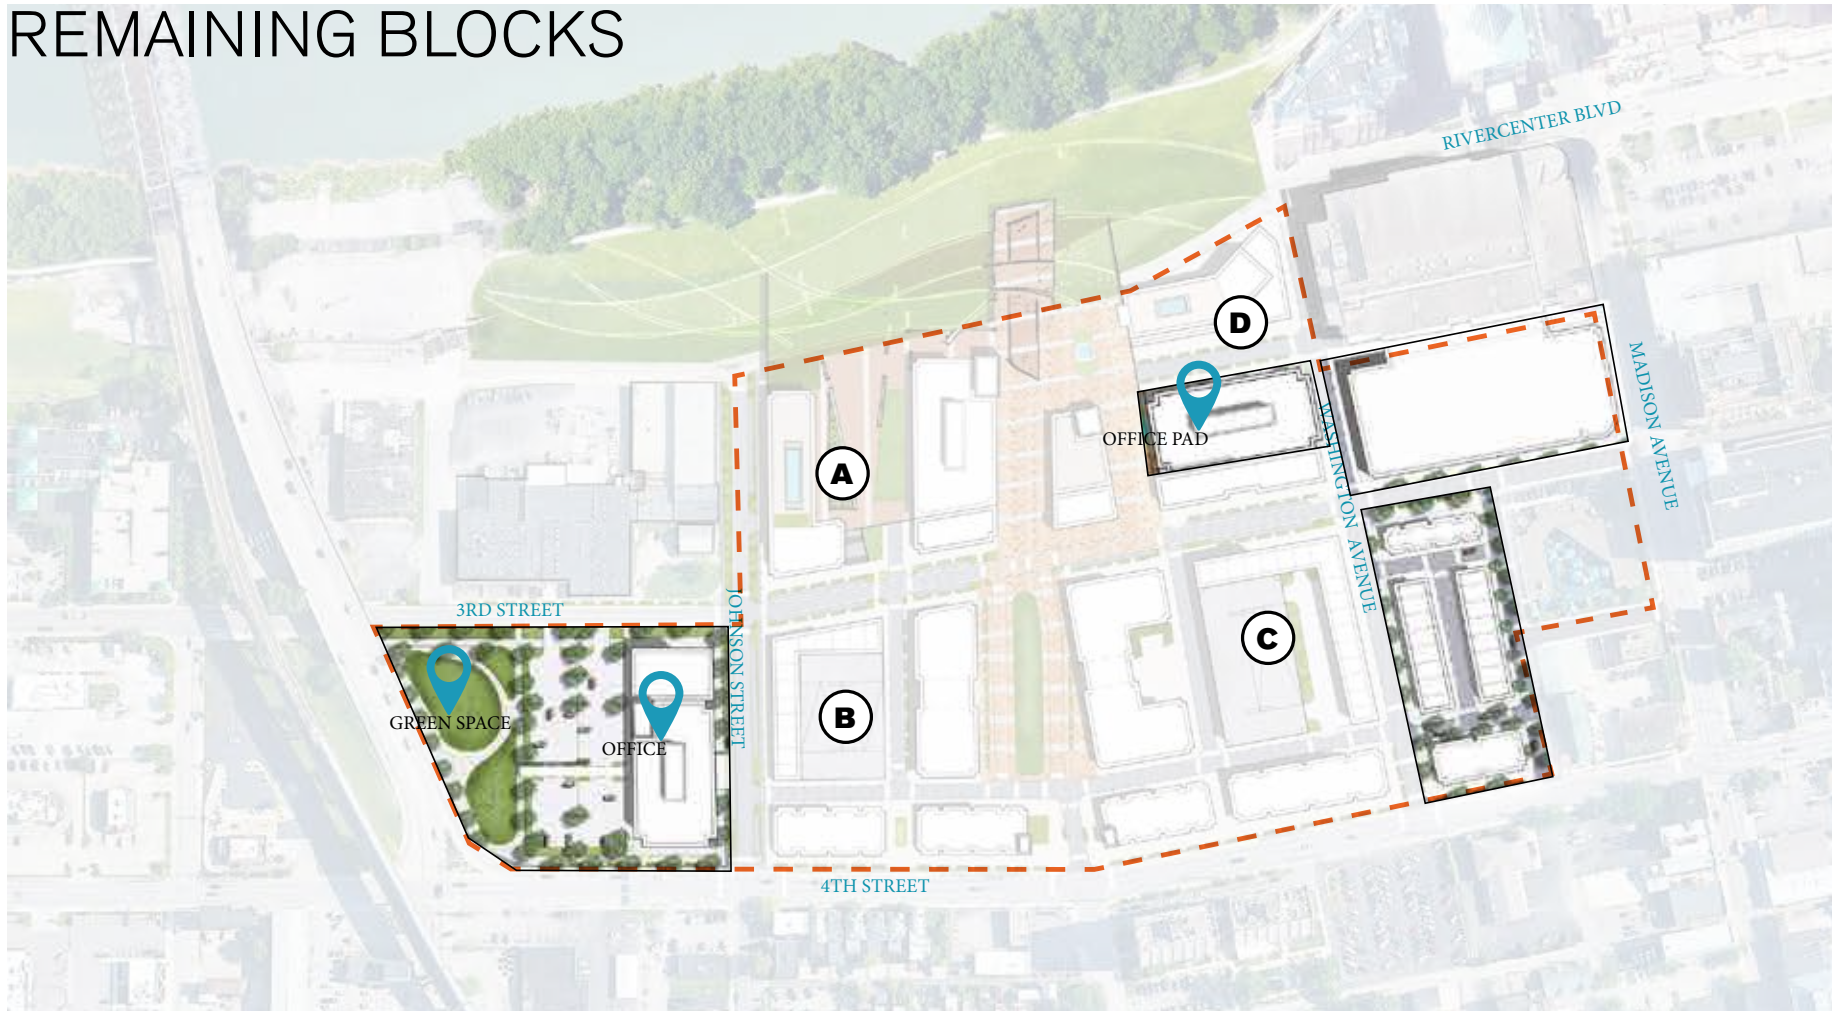 REMAINING BLOCKS
RIVERCENTER BLVD
D
MADISON AVENUE
OFFICE PAD
WASHINGTON AVENUE
A
3RD STREET
JOHNSON STREET
C
GREEN SPACE
B
OFFICE
4TH STREET